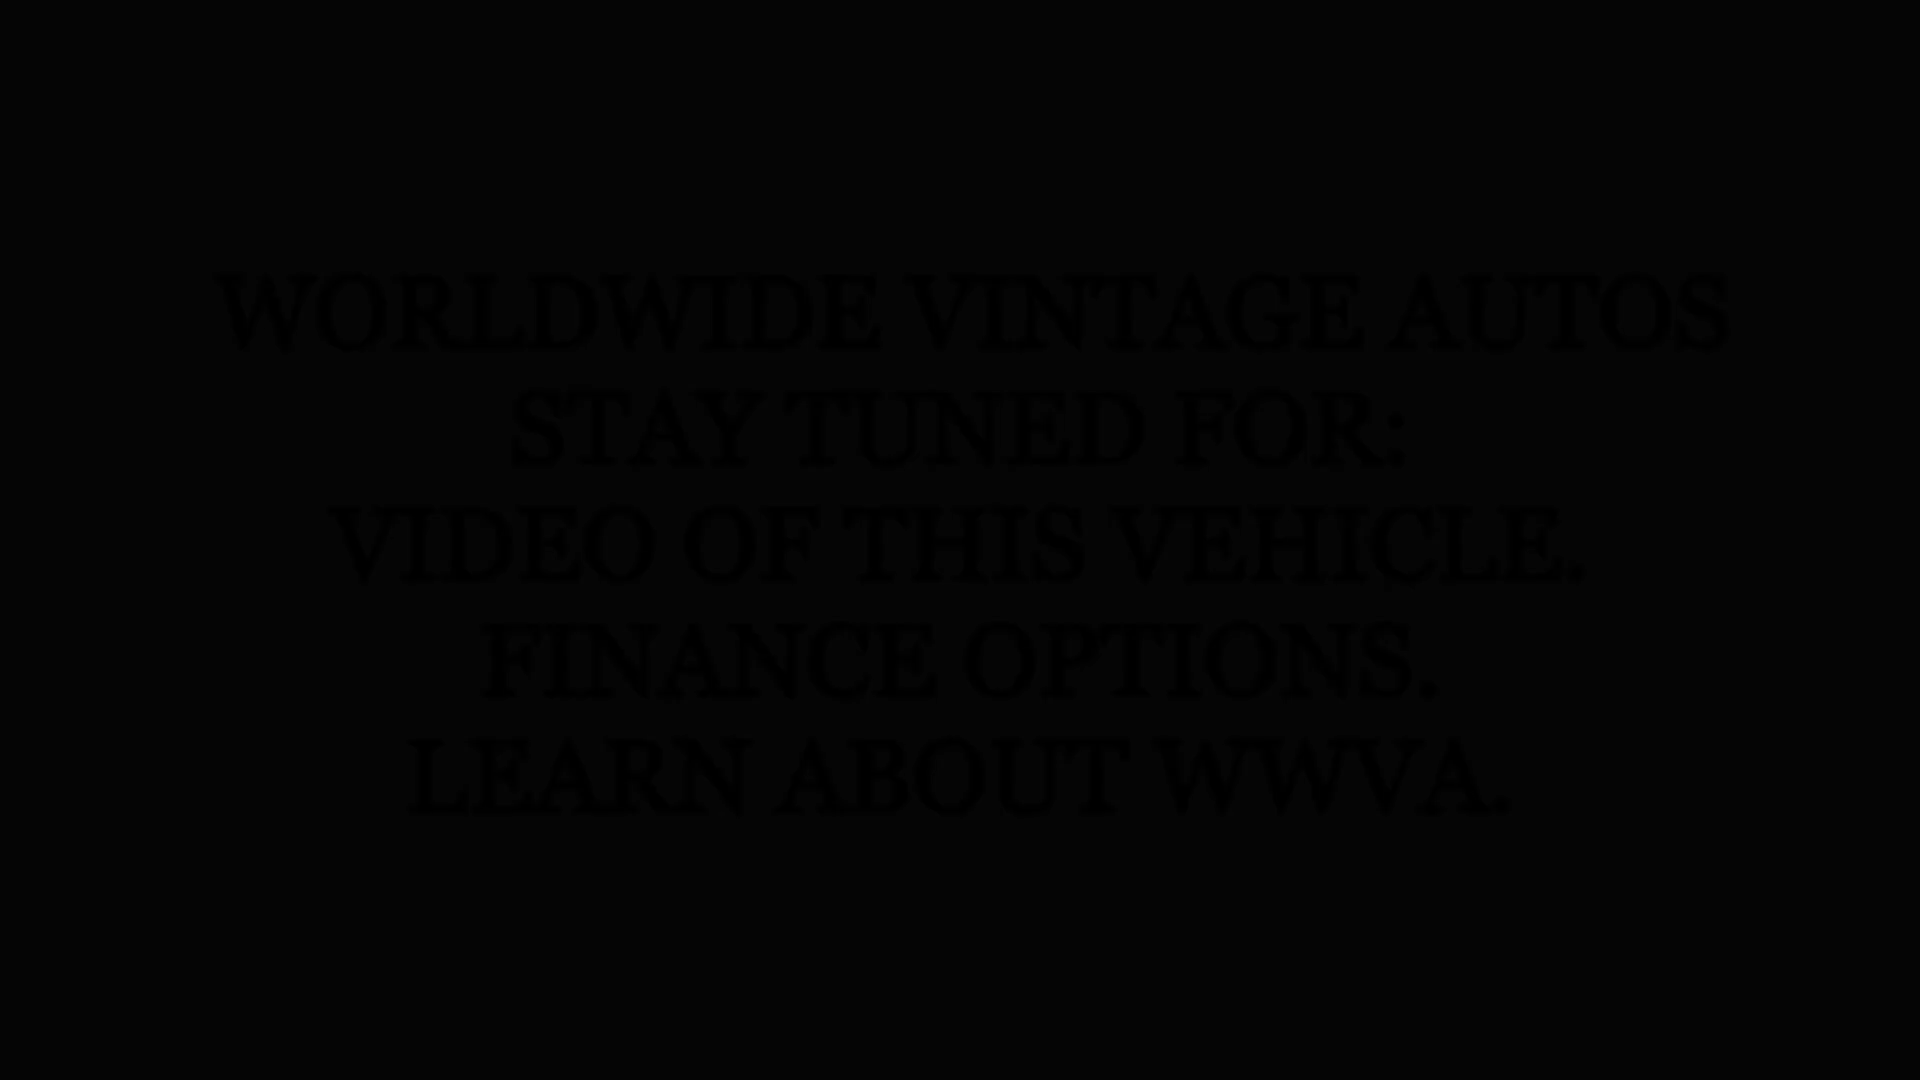 WORLDWIDE VINTAGE AUTOS
STAY TUNED FOR:
VIDEO OF THIS VEHICLE.
FINANCE OPTIONS.
LEARN ABOUT WWVA.